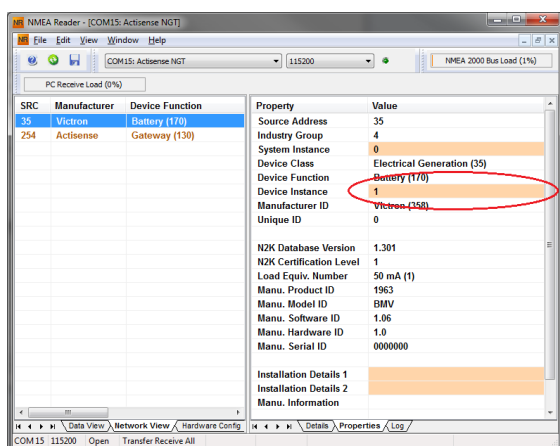 NMEA Reader - [COM15: Actisense NGT]
File Edit View Window Help
COM15: Actisense NGT 115200 NMEA 2000 Bus Load (1%)
PC Receive Load (0%)
SRC Manufacturer Device Function
35 Victron Battery (170)
254 Actisense Gateway (130)
Property Value
Source Address 35
Industry Group 4
System Instance 0
Device Class Electrical Generation (35)
Device Function Battery (170)
Device Instance 1
Manufacturer ID Victron (358)
Unique ID 0
N2K Database Version 1.301
N2K Certification Level 1
Load Equiv. Number 50 mA (1)
Manu. Product ID 1963
Manu. Model ID BMV
Manu. Software ID 1.06
Manu. Hardware ID 1.0
Manu. Serial ID 0000000
Installation Details 1
Installation Details 2
Manu. Information
Data View Network View Hardware Config
Details Properties Log
COM15 115200 Open Transfer Receive All